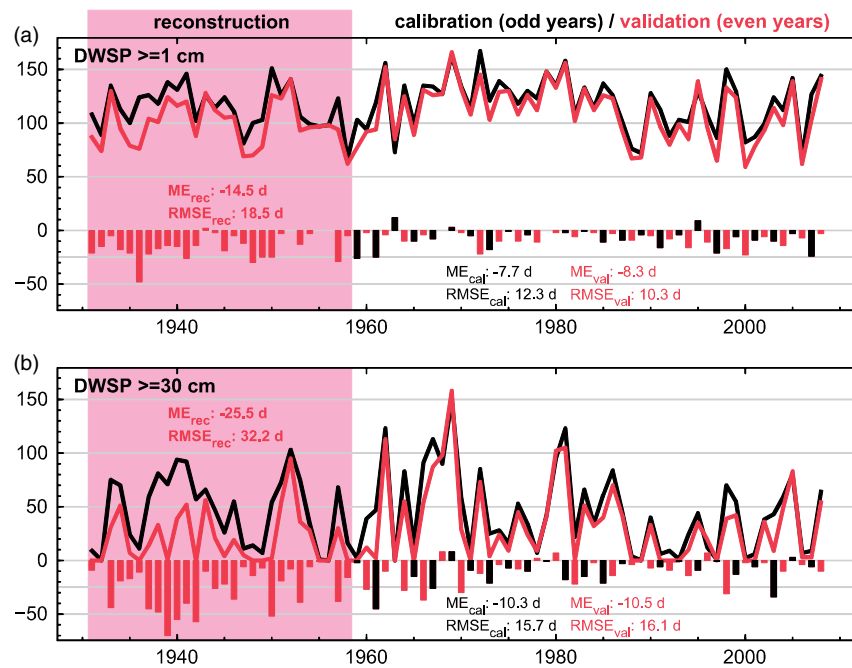 reconstruction calibration (odd years) / validation (even years)
(a)
DWSP >=1 cm
150
100
50
0
−50
ME_rec: -14.5 d
RMSE_rec: 18.5 d
ME_cal: -7.7 d ME_val: -8.3 d
RMSE_cal: 12.3 d RMSE_val: 10.3 d
1940 1960 1980 2000
(b)
DWSP >=30 cm
150
100
50
0
−50
ME_rec: -25.5 d
RMSE_rec: 32.2 d
ME_cal: -10.3 d ME_val: -10.5 d
RMSE_cal: 15.7 d RMSE_val: 16.1 d
1940 1960 1980 2000